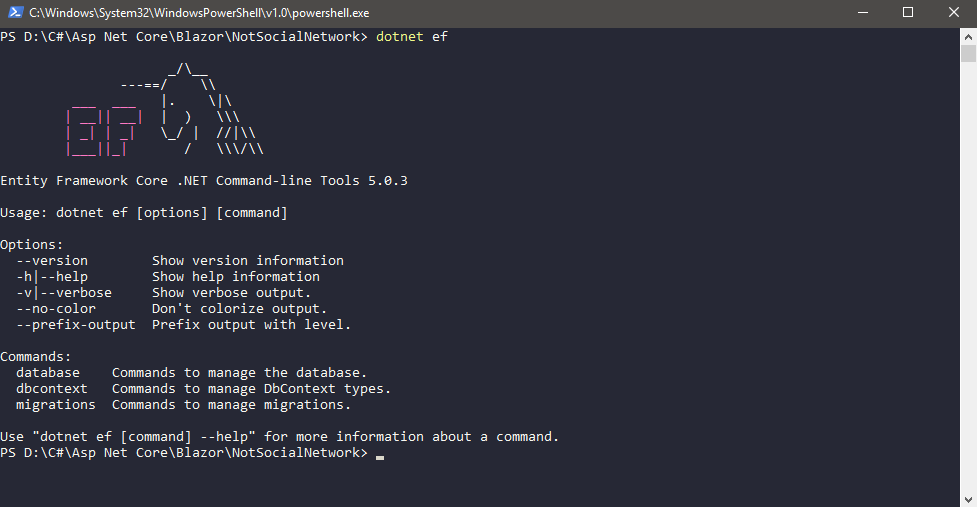 C:\Windows\System32\WindowsPowerShell\v1.0\powershell.exe
PS D:\C#\Asp Net Core\Blazor\NotSocialNetwork> dotnet ef
                     _/\__
               ---==/    \\
         ___  ___   |.    \|\
        | __|| __|  |  )   \\\
        | _| | _|   \_/ |  //|\\
        |___||_|       /   \\\/\\
Entity Framework Core .NET Command-line Tools 5.0.3
Usage: dotnet ef [options] [command]
Options:
  --version        Show version information
  -h|--help        Show help information
  -v|--verbose     Show verbose output.
  --no-color       Don't colorize output.
  --prefix-output  Prefix output with level.
Commands:
  database    Commands to manage the database.
  dbcontext   Commands to manage DbContext types.
  migrations  Commands to manage migrations.
Use "dotnet ef [command] --help" for more information about a command.
PS D:\C#\Asp Net Core\Blazor\NotSocialNetwork>